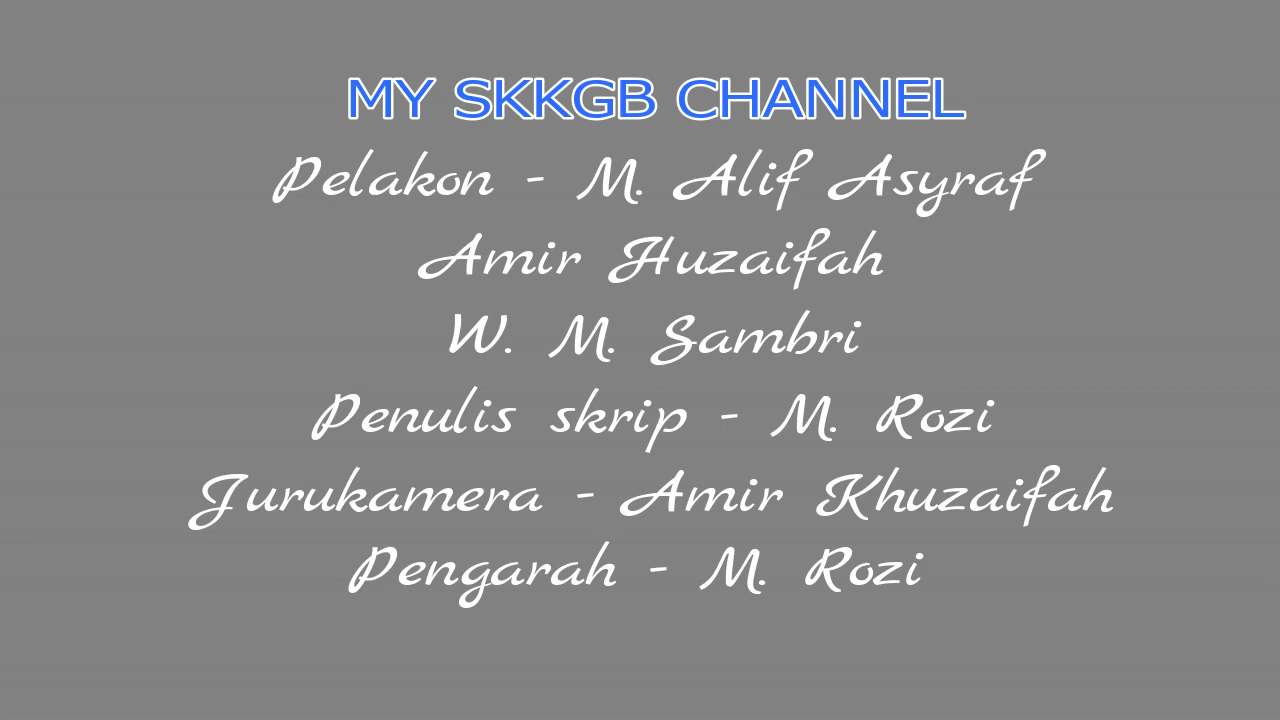 MY SKKGB CHANNEL
Pelakon - M. Alif Asyraf
Amir Huzaifah
W. M. Sambri
Penulis skrip - M. Rozi
Jurukamera - Amir Khuzaifah
Pengarah - M. Rozi